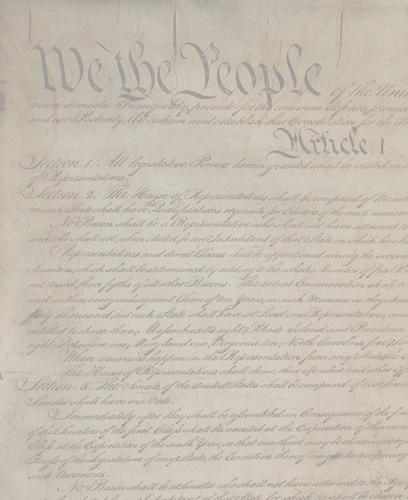 We the People of the Unit
insure domestic Tranquility, provide for the common defence, promo
and our Posterity, do ordain and establish this Constitution for the Un
Article. I.
Section. 1. All legislative Powers herein granted shall be vested in a
of Representatives.
Section. 2. The House of Representatives shall be composed of Memb
in each State shall have Qualifications requisite for Electors of the most numero
No Person shall be a Representative who shall not have attained to
and who shall not, when elected, be an Inhabitant of that State in which he sha
Representatives and direct Taxes shall be apportioned among the severa
Numbers, which shall be determined by adding to the whole Number of free P
not taxed, three fifths of all other Persons. The actual Enumeration shall
and within every subsequent Term of ten Years, in such Manner as they sha
thirty Thousand, but each State shall have at Least one Representative; and
entitled to chuse three, Massachusetts eight, Rhode Island and Providence
eight, Delaware one, Maryland six, Virginia ten, North Carolina five, So
When vacancies happen in the Representation from any State,
The House of Representatives shall chuse their Speaker and other
Section. 3. The Senate of the United States shall be composed of two Sena
Senator shall have one Vote.
Immediately after they shall be assembled in Consequence of the fir
of the Senators of the first Class shall be vacated at the Expiration of the
Class at the Expiration of the sixth Year, so that one third may be chosen every
Recess of the Legislature of any State, the Executive thereof may make temporary
such Vacancies.
No Person shall be a Senator who shall not have attained to the Age